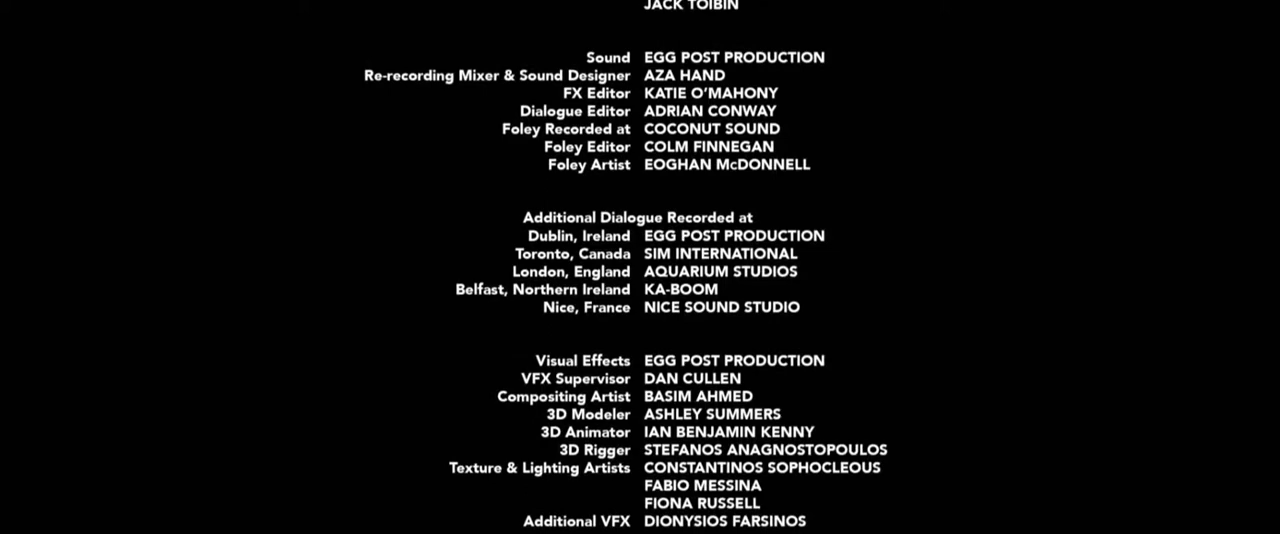 JACK TOIBIN
Sound EGG POST PRODUCTION
Re-recording Mixer & Sound Designer AZA HAND
FX Editor KATIE O'MAHONY
Dialogue Editor ADRIAN CONWAY
Foley Recorded at COCONUT SOUND
Foley Editor COLM FINNEGAN
Foley Artist EOGHAN McDONNELL
Additional Dialogue Recorded at
Dublin, Ireland EGG POST PRODUCTION
Toronto, Canada SIM INTERNATIONAL
London, England AQUARIUM STUDIOS
Belfast, Northern Ireland KA-BOOM
Nice, France NICE SOUND STUDIO
Visual Effects EGG POST PRODUCTION
VFX Supervisor DAN CULLEN
Compositing Artist BASIM AHMED
3D Modeler ASHLEY SUMMERS
3D Animator IAN BENJAMIN KENNY
3D Rigger STEFANOS ANAGNOSTOPOULOS
Texture & Lighting Artists CONSTANTINOS SOPHOCLEOUS
FABIO MESSINA
FIONA RUSSELL
Additional VFX DIONYSIOS FARSINOS